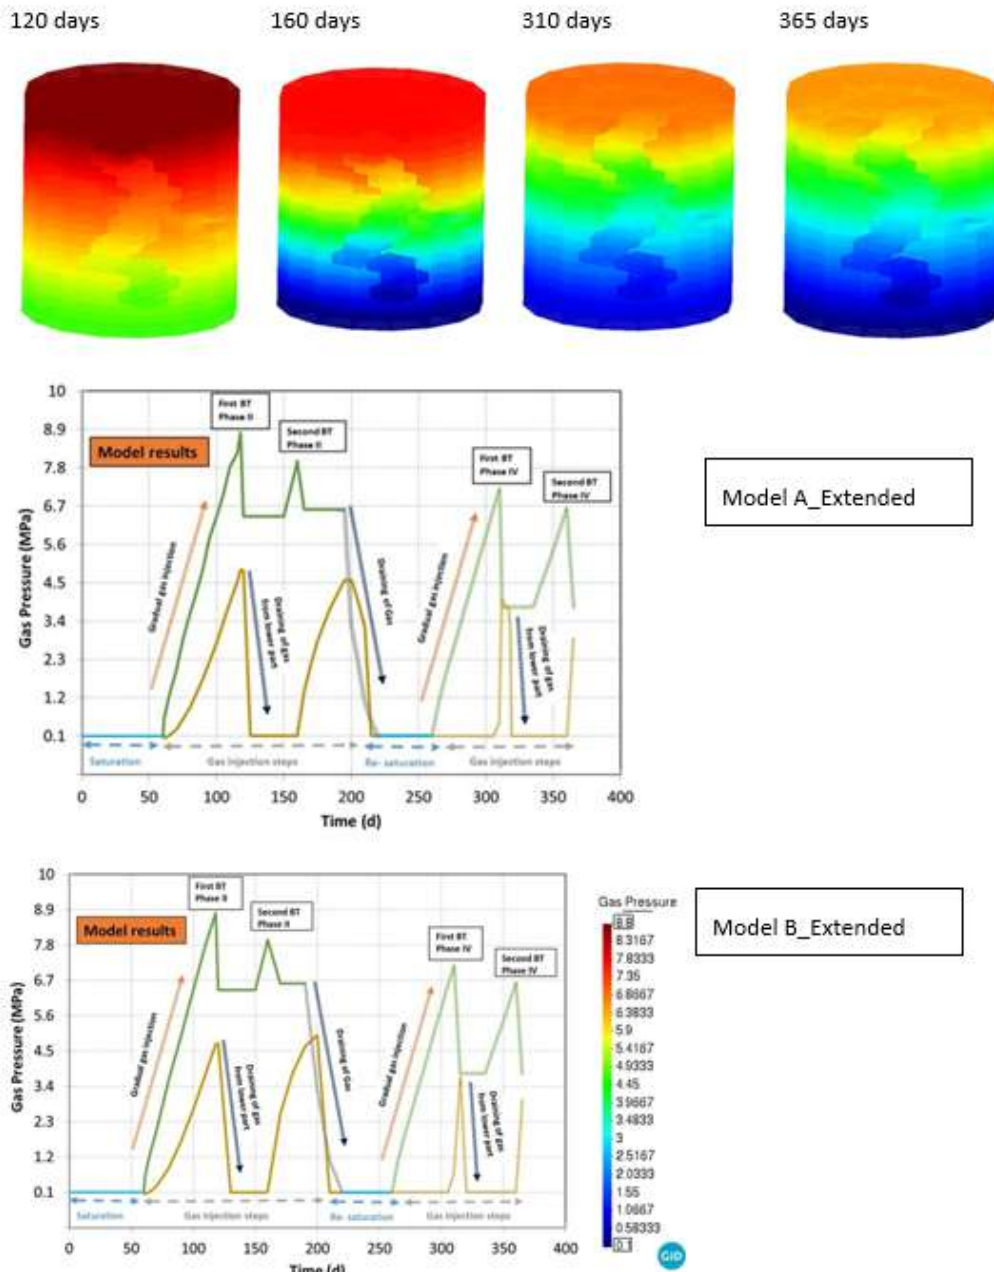 120 days
160 days
310 days
365 days
10
8.9
7.8
6.7
5.6
4.5
3.4
2.3
1.2
0.1
Gas Pressure (MPa)
Model results
First BT
Phase II
Second BT
Phase II
First BT
Phase IV
Second BT
Phase IV
Gradual gas injection
Draining of gas
from lower part
Draining of Gas
Gradual gas injection
Draining of gas
from lower part
Saturation
Gas injection steps
Re- saturation
Gas injection steps
0
50
100
150
200
250
300
350
400
Time (d)
Model A_Extended
10
8.9
7.8
6.7
5.6
4.5
3.4
2.3
1.2
0.1
Gas Pressure (MPa)
Model results
First BT
Phase II
Second BT
Phase II
First BT
Phase IV
Second BT
Phase IV
Gradual gas injection
Draining of gas
from lower part
Draining of Gas
Gradual gas injection
Draining of gas
from lower part
Saturation
Gas injection steps
Re- saturation
Gas injection steps
0
50
100
150
200
250
300
350
400
Time (d)
Gas Pressure
8.8
8.3167
7.8333
7.35
6.8667
6.3833
5.9
5.4167
4.9333
4.45
3.9667
3.4833
3
2.5167
2.0333
1.55
1.0667
0.58333
0.1
GiD
Model B_Extended